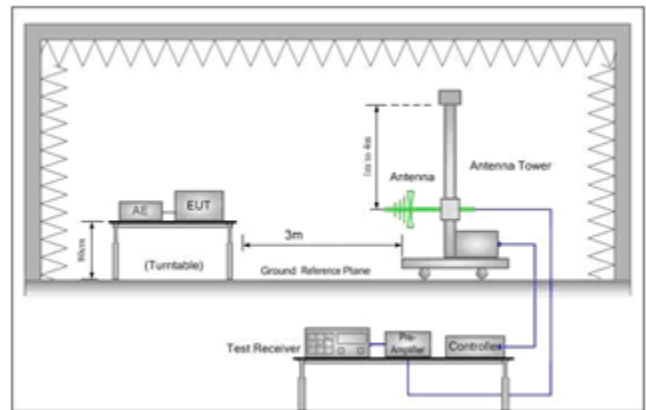 1m to 4m
Antenna
Antenna Tower
AE
EUT
80cm
3m
(Turntable)
Ground Reference Plane
Test Receiver
Pre-
Amplifier
Controller